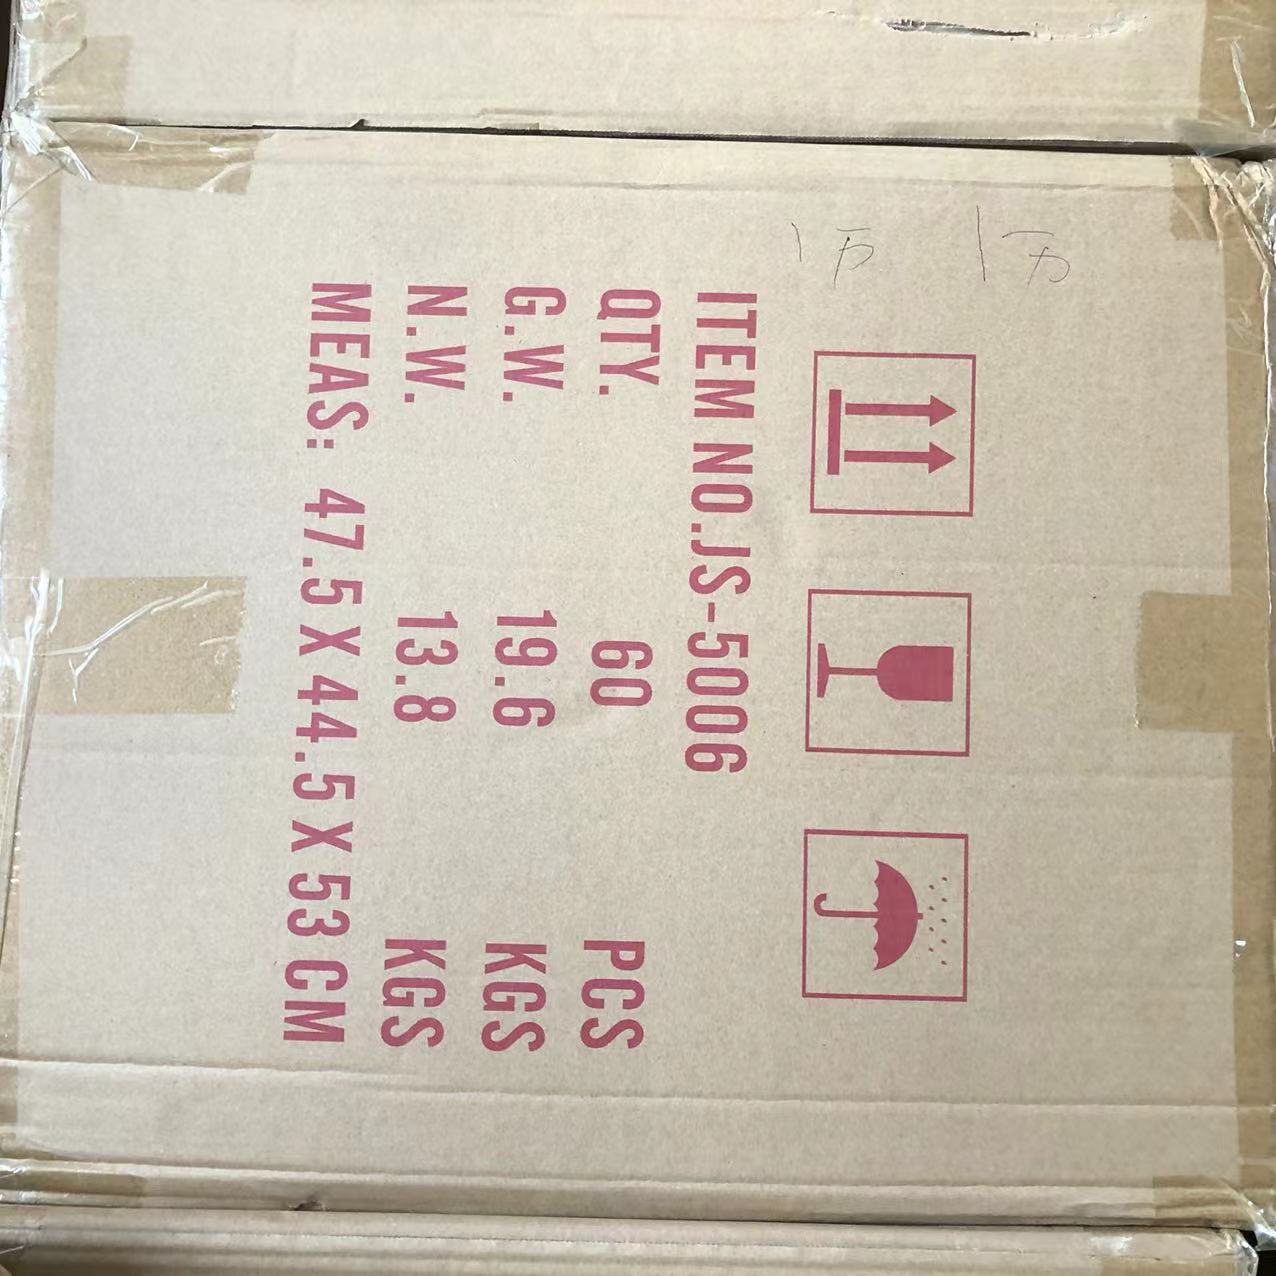 ITEM NO.JS-5006
QTY. 60 PCS
G.W. 19.6 KGS
N.W. 13.8 KGS
MEAS: 47.5 X 44.5 X 53 CM